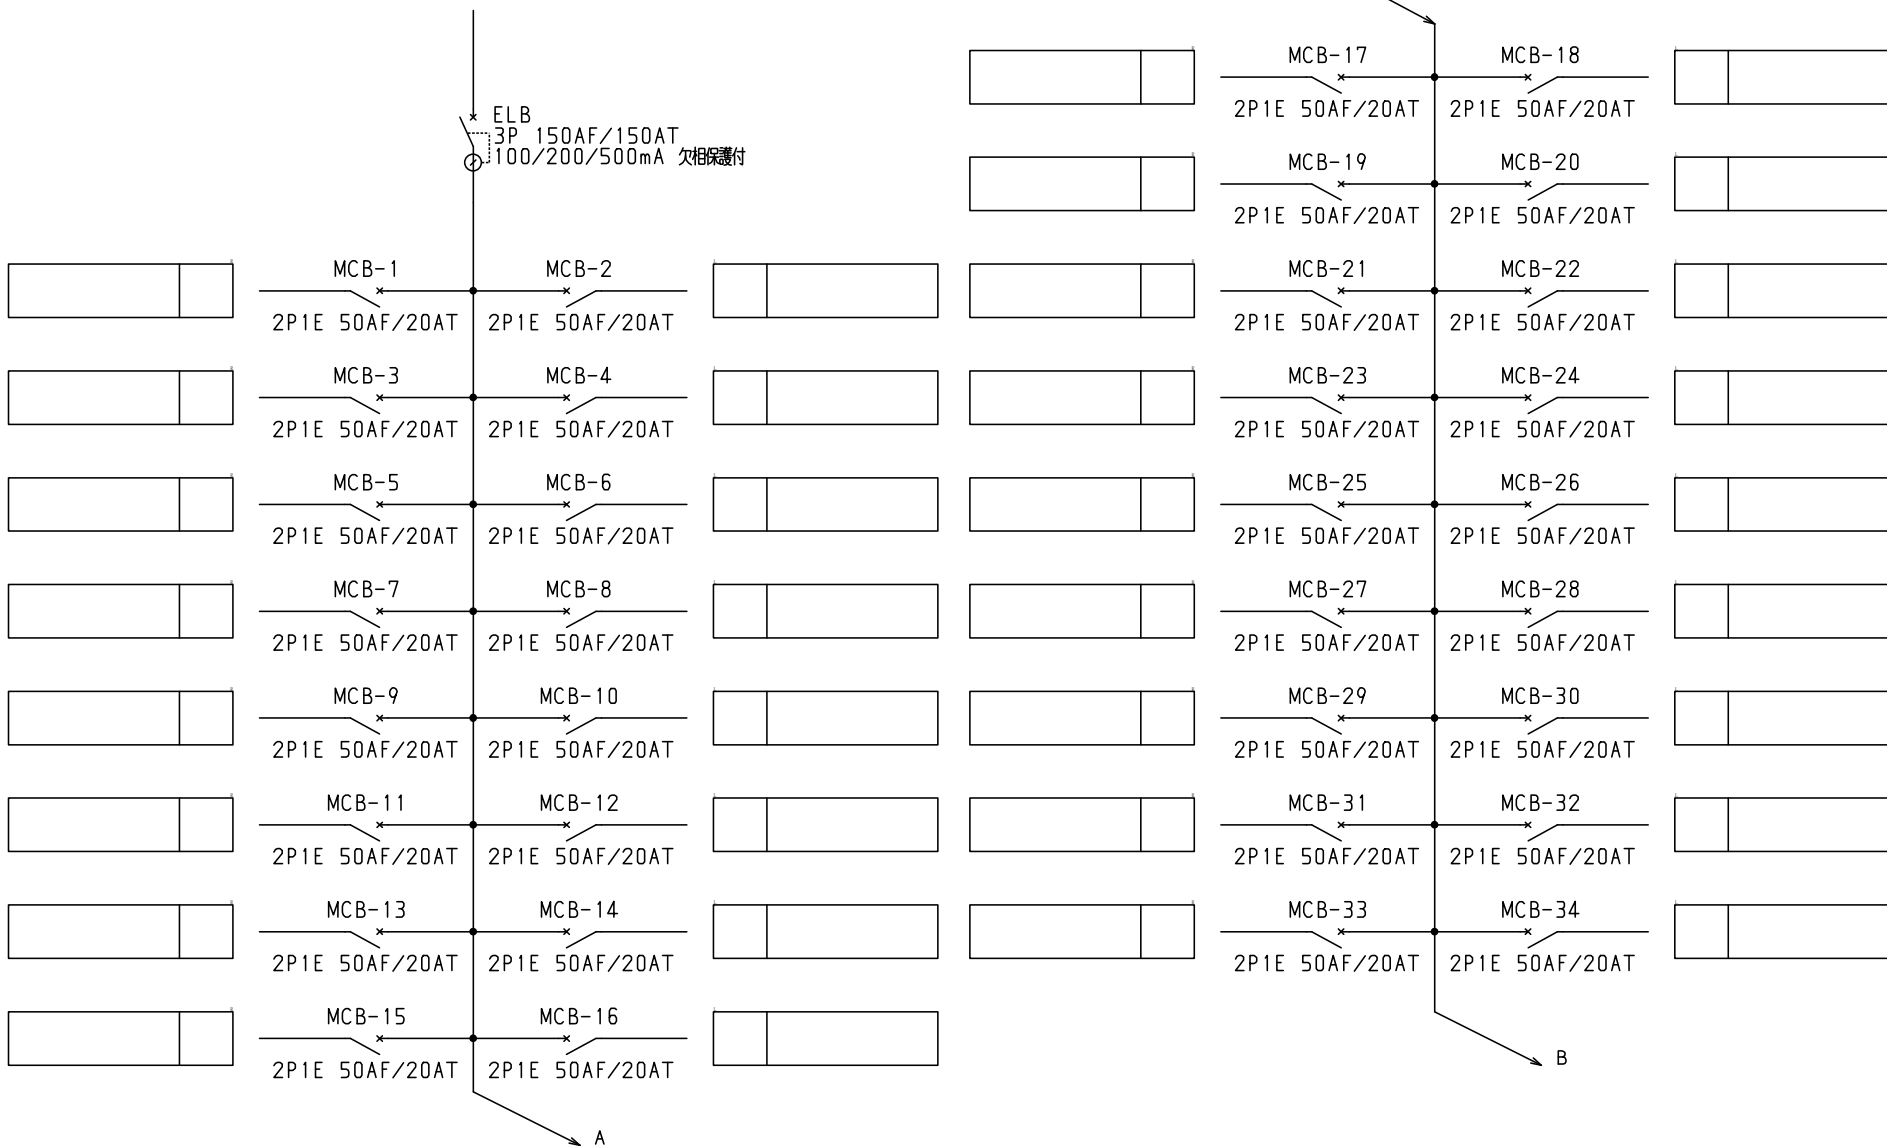 ELB
3P 150AF/150AT
100/200/500mA 欠相保護付
MCB-1 MCB-2
2P1E 50AF/20AT 2P1E 50AF/20AT
MCB-3 MCB-4
2P1E 50AF/20AT 2P1E 50AF/20AT
MCB-5 MCB-6
2P1E 50AF/20AT 2P1E 50AF/20AT
MCB-7 MCB-8
2P1E 50AF/20AT 2P1E 50AF/20AT
MCB-9 MCB-10
2P1E 50AF/20AT 2P1E 50AF/20AT
MCB-11 MCB-12
2P1E 50AF/20AT 2P1E 50AF/20AT
MCB-13 MCB-14
2P1E 50AF/20AT 2P1E 50AF/20AT
MCB-15 MCB-16
2P1E 50AF/20AT 2P1E 50AF/20AT
A
MCB-17 MCB-18
2P1E 50AF/20AT 2P1E 50AF/20AT
MCB-19 MCB-20
2P1E 50AF/20AT 2P1E 50AF/20AT
MCB-21 MCB-22
2P1E 50AF/20AT 2P1E 50AF/20AT
MCB-23 MCB-24
2P1E 50AF/20AT 2P1E 50AF/20AT
MCB-25 MCB-26
2P1E 50AF/20AT 2P1E 50AF/20AT
MCB-27 MCB-28
2P1E 50AF/20AT 2P1E 50AF/20AT
MCB-29 MCB-30
2P1E 50AF/20AT 2P1E 50AF/20AT
MCB-31 MCB-32
2P1E 50AF/20AT 2P1E 50AF/20AT
MCB-33 MCB-34
2P1E 50AF/20AT 2P1E 50AF/20AT
B